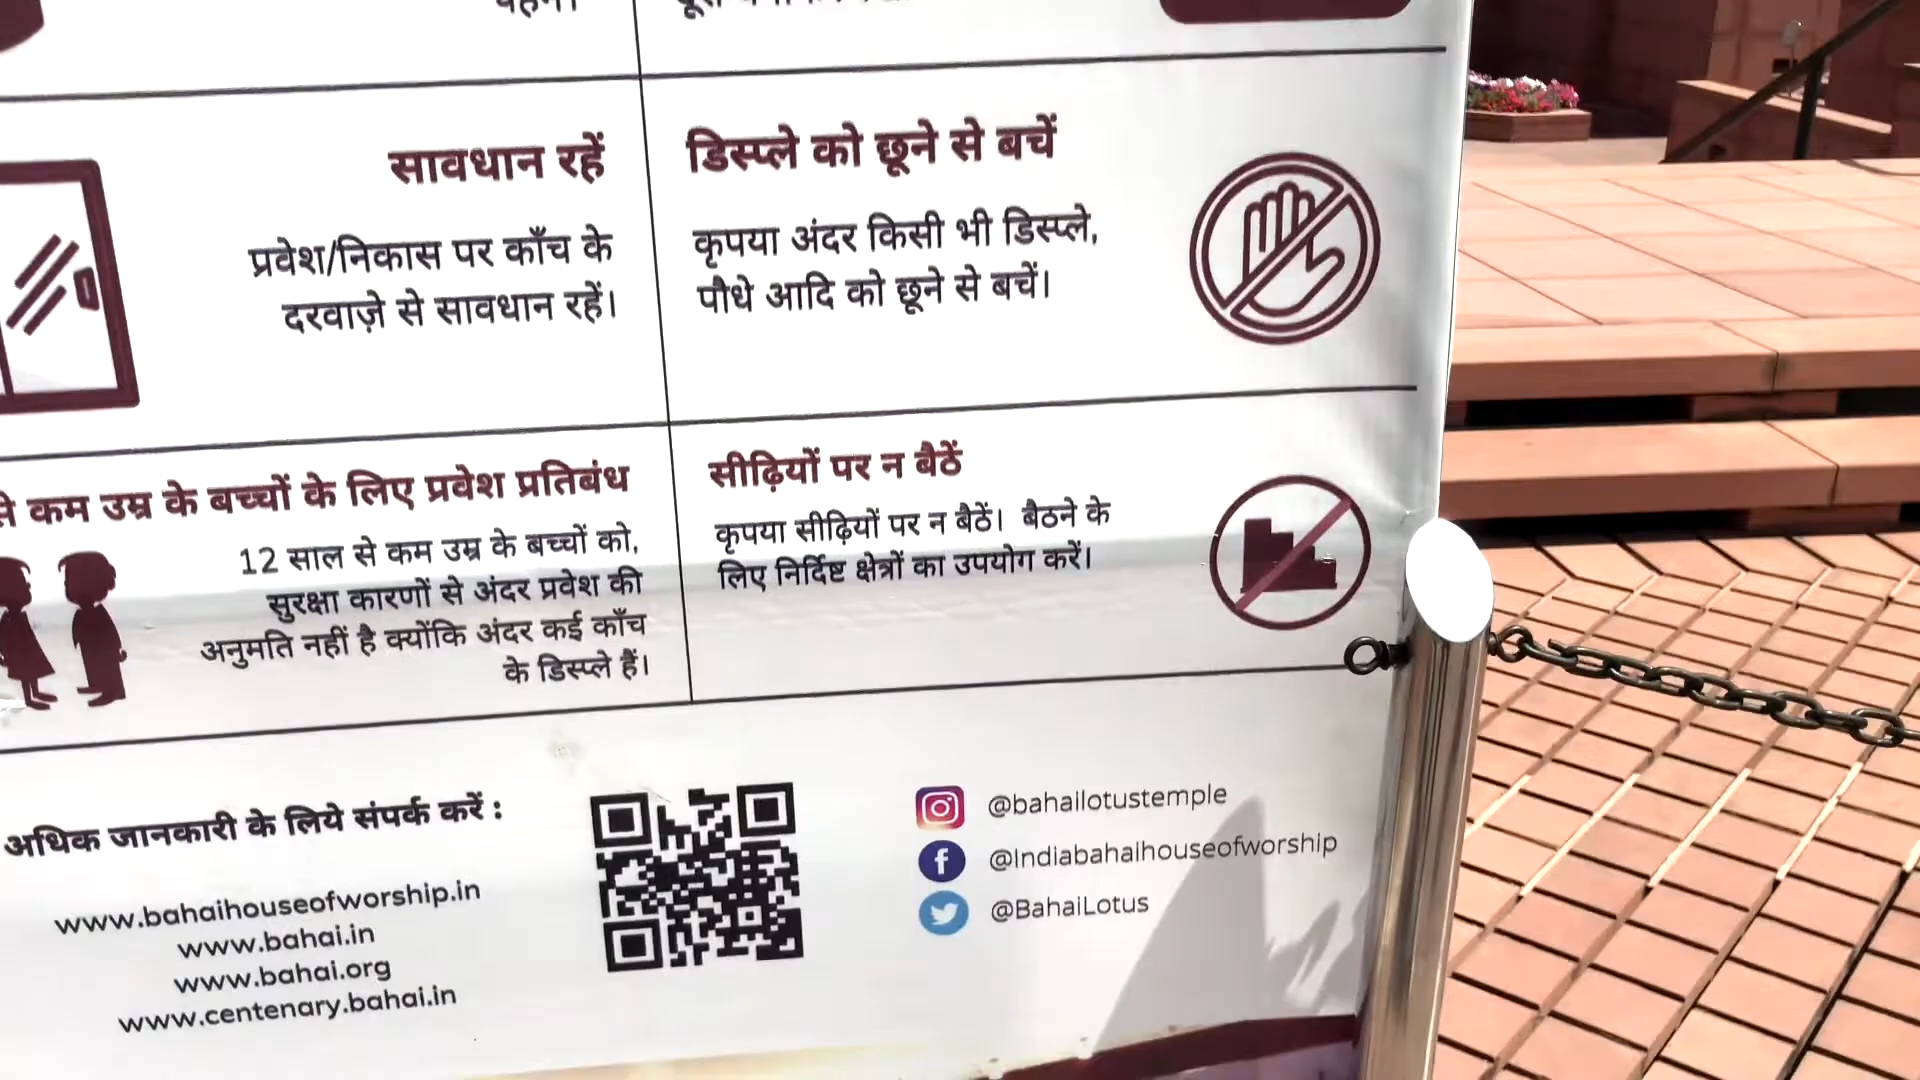 सावधान रहें
प्रवेश/निकास पर काँच के
दरवाज़े से सावधान रहें।
डिस्प्ले को छूने से बचें
कृपया अंदर किसी भी डिस्प्ले,
पौधे आदि को छूने से बचें।
से कम उम्र के बच्चों के लिए प्रवेश प्रतिबंध
12 साल से कम उम्र के बच्चों को,
सुरक्षा कारणों से अंदर प्रवेश की
अनुमति नहीं है क्योंकि अंदर कई काँच
के डिस्प्ले हैं।
सीढ़ियों पर न बैठें
कृपया सीढ़ियों पर न बैठें। बैठने के
लिए निर्दिष्ट क्षेत्रों का उपयोग करें।
अधिक जानकारी के लिये संपर्क करें :
www.bahaihouseofworship.in
www.bahai.in
www.bahai.org
www.centenary.bahai.in
@bahailotustemple
@Indiabahaihouseofworship
@BahaiLotus